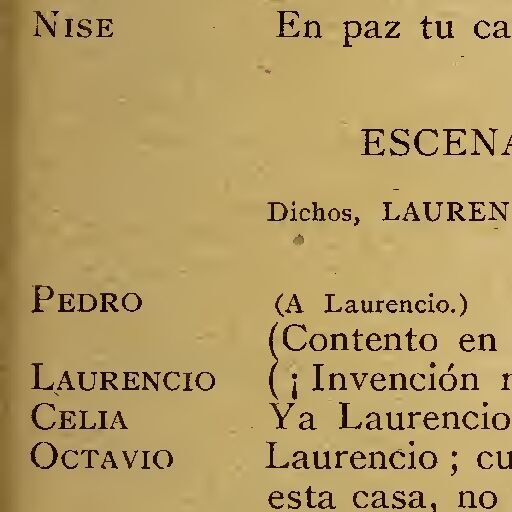 NISE En paz tu ca
ESCENA
Dichos, LAUREN
PEDRO (A Laurencio.)
(Contento en
LAURENCIO (¡ Invención
CELIA Ya Laurencio
OCTAVIO Laurencio ; cu
esta casa, no